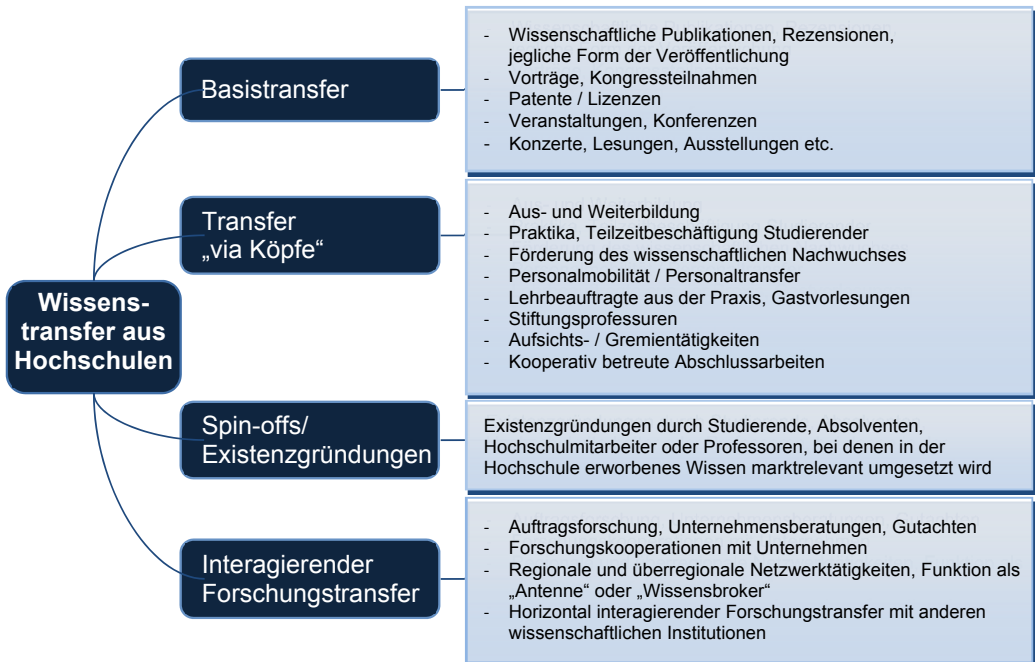 Wissens-
transfer aus
Hochschulen
Basistransfer
- Wissenschaftliche Publikationen, Rezensionen,
jegliche Form der Veröffentlichung
- Vorträge, Kongressteilnahmen
- Patente / Lizenzen
- Veranstaltungen, Konferenzen
- Konzerte, Lesungen, Ausstellungen etc.
Transfer
„via Köpfe“
- Aus- und Weiterbildung
- Praktika, Teilzeitbeschäftigung Studierender
- Förderung des wissenschaftlichen Nachwuchses
- Personalmobilität / Personaltransfer
- Lehrbeauftragte aus der Praxis, Gastvorlesungen
- Stiftungsprofessuren
- Aufsichts- / Gremientätigkeiten
- Kooperativ betreute Abschlussarbeiten
Spin-offs/
Existenzgründungen
Existenzgründungen durch Studierende, Absolventen,
Hochschulmitarbeiter oder Professoren, bei denen in der
Hochschule erworbenes Wissen marktrelevant umgesetzt wird
Interagierender
Forschungstransfer
- Auftragsforschung, Unternehmensberatungen, Gutachten
- Forschungskooperationen mit Unternehmen
- Regionale und überregionale Netzwerktätigkeiten, Funktion als
„Antenne“ oder „Wissensbroker“
- Horizontal interagierender Forschungstransfer mit anderen
wissenschaftlichen Institutionen